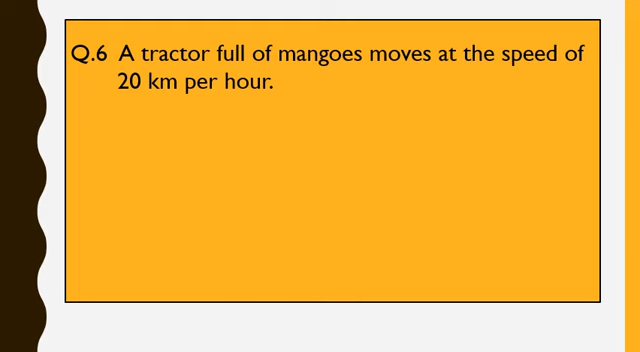 Q.6 A tractor full of mangoes moves at the speed of
20 km per hour.